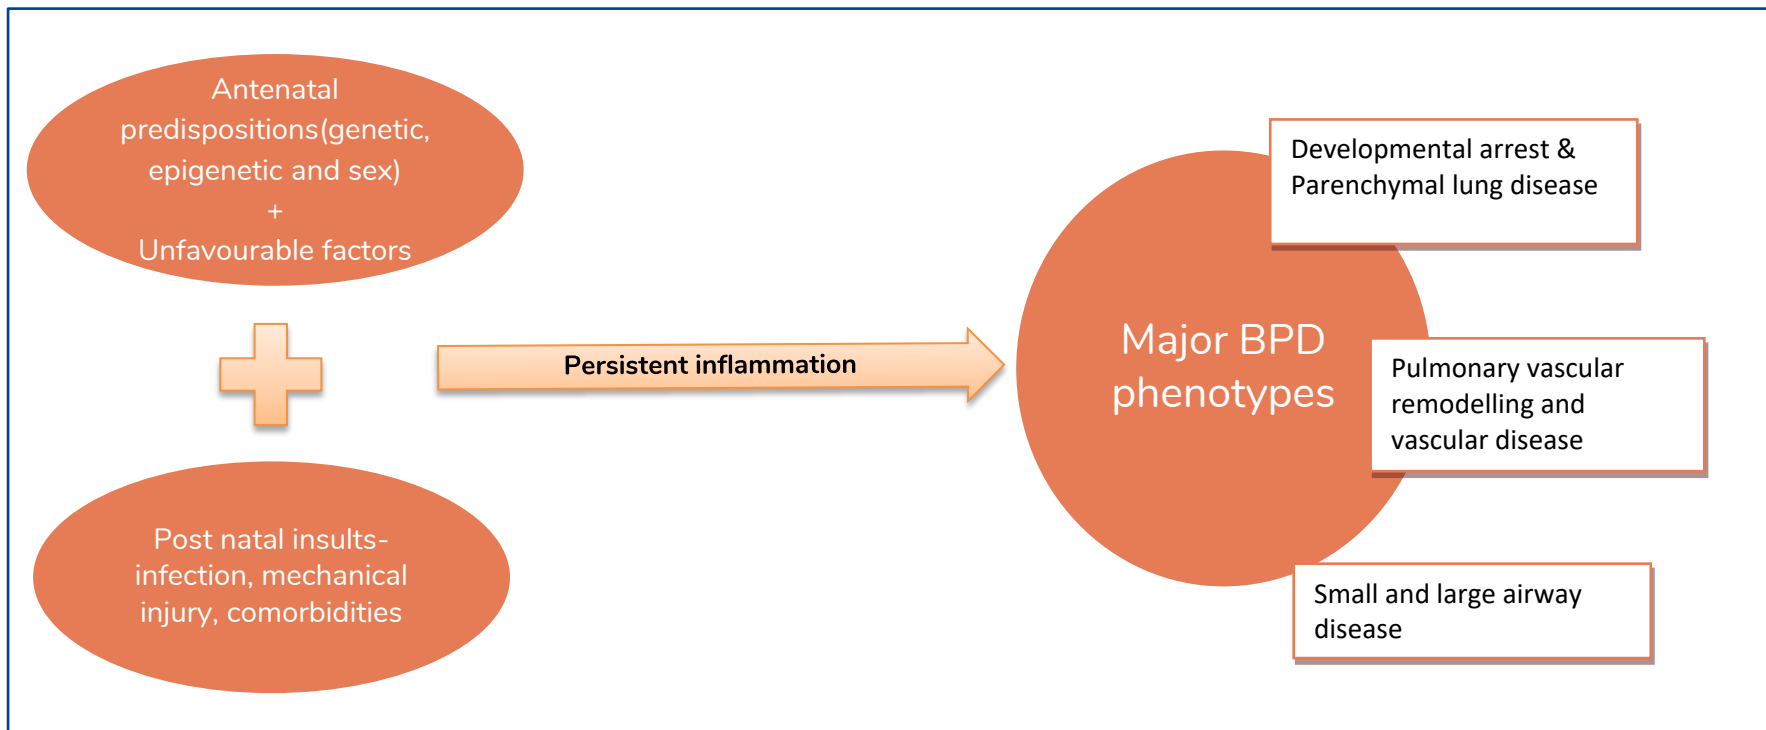 Antenatal
predispositions(genetic,
epigenetic and sex)
+
Unfavourable factors
Post natal insults-
infection, mechanical
injury, comorbidities
Persistent inflammation
Major BPD
phenotypes
Developmental arrest &
Parenchymal lung disease
Pulmonary vascular
remodelling and
vascular disease
Small and large airway
disease